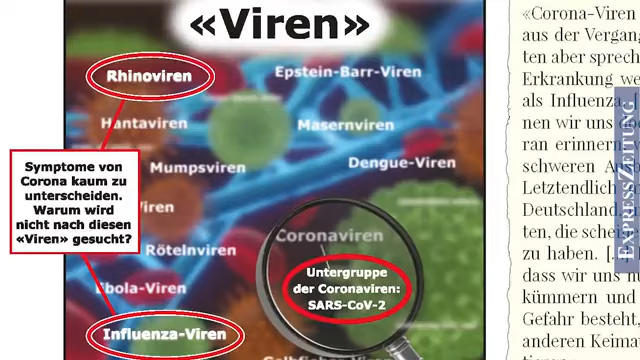 «Viren»
Rhinoviren
Epstein-Barr-Viren
Hantaviren
Masernviren
Mumpsviren
Dengue-Viren
Symptome von
Corona kaum zu
unterscheiden.
Warum wird
nicht nach diesen
«Viren» gesucht?
viren
Coronaviren
Rötelnviren
Untergruppe
der Coronaviren:
SARS-CoV-2
Ebola-Viren
Influenza-Viren
«Corona-Viren
aus der Vergang
ten aber sprech
Erkrankung we
als Influenza. [
nen wir uns
ran erinnern
schweren
Letztendlich
Deutschland
ten, die
zu haben. [
dass wir uns
kümmern und
Gefahr besteht,
anderen Keima
EXPRESSZEITUNG